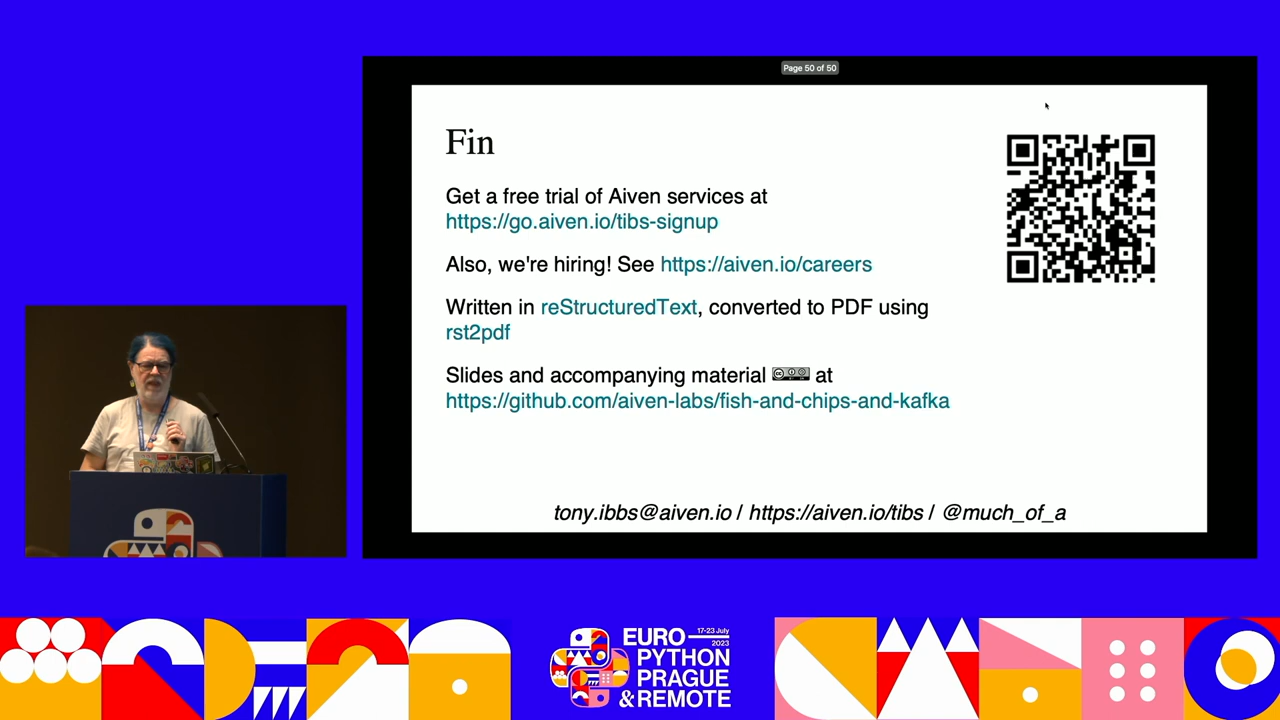 Page 50 of 50
Fin
Get a free trial of Aiven services at
https://go.aiven.io/tibs-signup
Also, we're hiring! See https://aiven.io/careers
Written in reStructuredText, converted to PDF using
rst2pdf
Slides and accompanying material at
https://github.com/aiven-labs/fish-and-chips-and-kafka
tony.ibbs@aiven.io / https://aiven.io/tibs / @much_of_a
17-23 July
2023
EURO
PYTHON
PRAGUE
& REMOTE